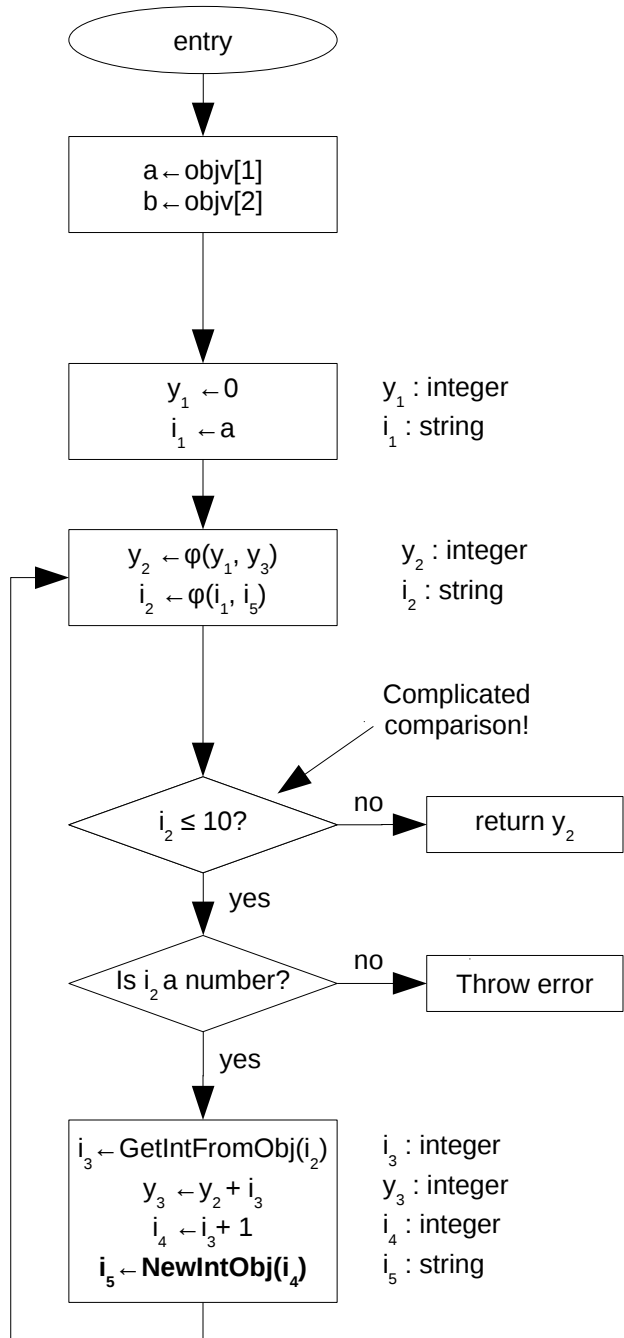 entry
a←objv[1]
b←objv[2]
y₁ ←0
i₁ ←a
y₁ : integer
i₁ : string
y₂ ←φ(y₁, y₃)
i₂ ←φ(i₁, i₅)
y₂ : integer
i₂ : string
Complicated
comparison!
i₂ ≤ 10?
no
return y₂
yes
Is i₂ a number?
no
Throw error
yes
i₃←GetIntFromObj(i₂)
y₃ ←y₂ + i₃
i₄ ←i₃+ 1
i₅←NewIntObj(i₄)
i₃ : integer
y₃ : integer
i₄ : integer
i₅ : string